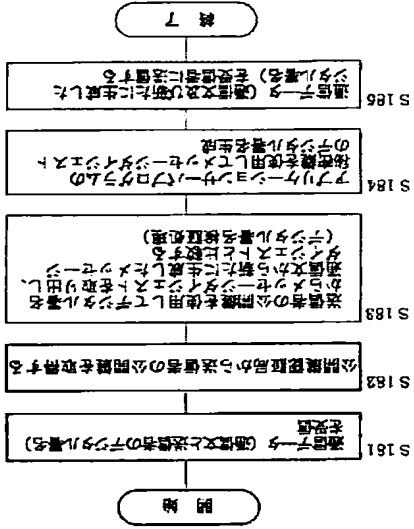 開 始
S181
通信データ（通信文と送信者のデジタル署名）
を受信
S182
公開鍵認証局から送信者の公開鍵を取得する
S183
送信者の公開鍵を使用してデジタル署名
からメッセージダイジェストを取り出し、
通信文から新たに生成したメッセージ
ダイジェストと比較する
（デジタル署名検証処理）
S184
アプリケーションサーバプログラムの
秘密鍵を使用してメッセージダイジェスト
のデジタル署名生成
S185
通信データ（通信文及び新たに生成した
デジタル署名）を受信者に送信する
終 了